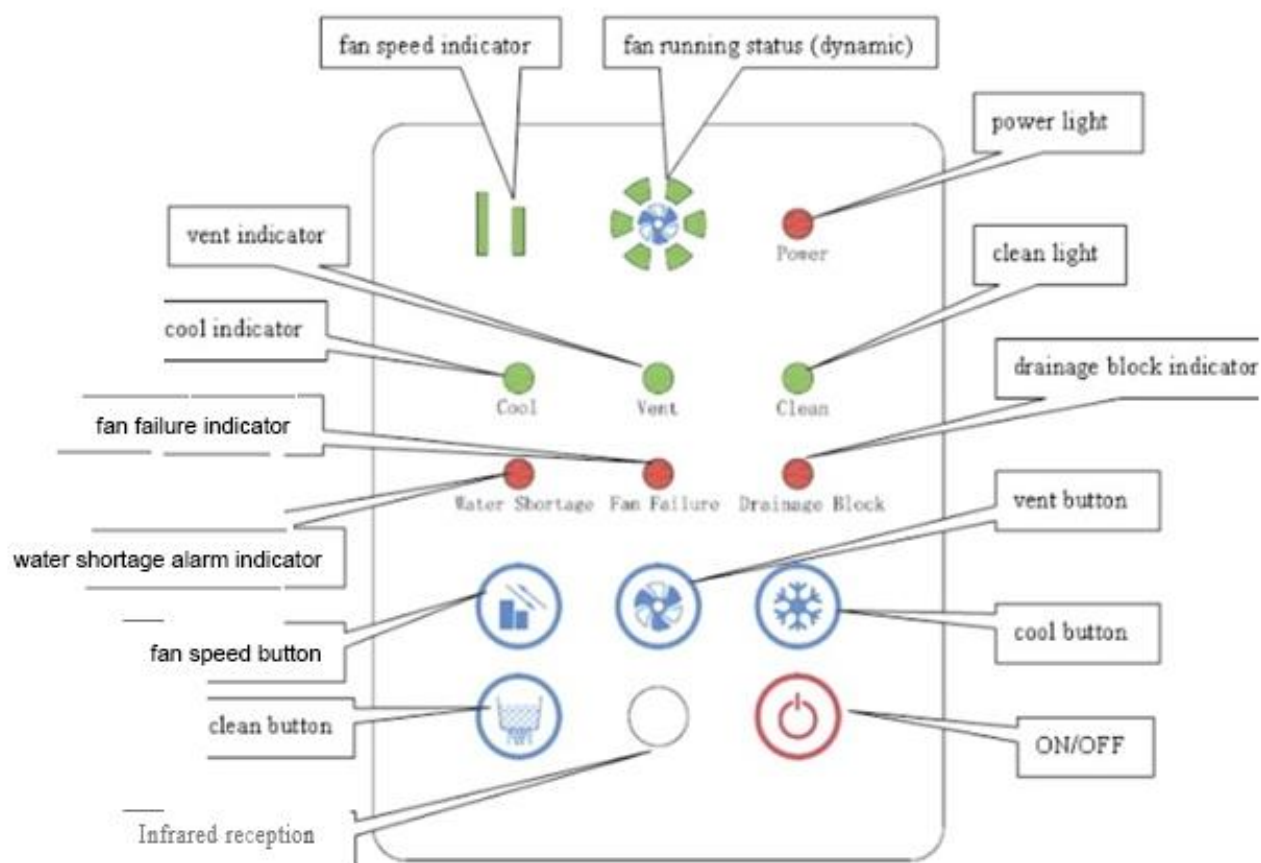 fan speed indicator
fan running status (dynamic)
power light
vent indicator
clean light
cool indicator
drainage block indicator
fan failure indicator
water shortage alarm indicator
vent button
fan speed button
cool button
clean button
ON/OFF
Infrared reception
Power
Cool
Vent
Clean
Water Shortage
Fan Failure
Drainage Block